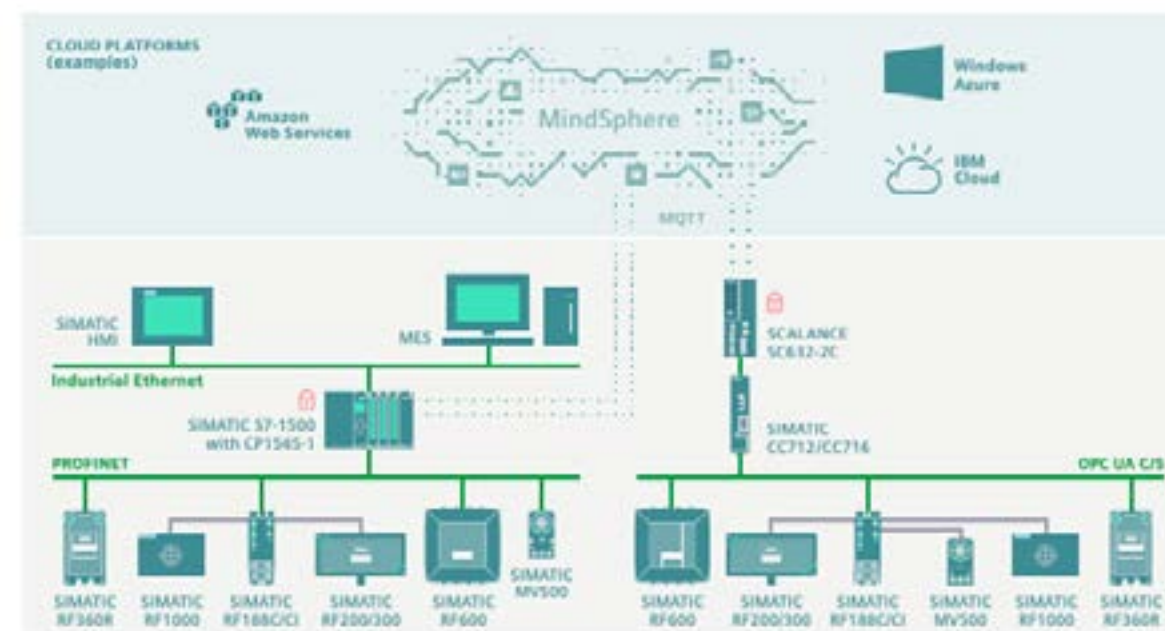 CLOUD PLATFORMS
(examples)
Amazon
Web Services
MindSphere
Windows
Azure
IBM
Cloud
MQTT
SIMATIC
HMI
MES
SCALANCE
SC632-2C
Industrial Ethernet
SIMATIC S7-1500
with CP1545-1
SIMATIC
CC712/CC716
PROFINET
OPC UA C/S
SIMATIC
RF360R
SIMATIC
RF1000
SIMATIC
RF188C/CI
SIMATIC
RF200/300
SIMATIC
RF600
SIMATIC
MV500
SIMATIC
RF600
SIMATIC
RF200/300
SIMATIC
RF188C/CI
SIMATIC
MV500
SIMATIC
RF1000
SIMATIC
RF360R